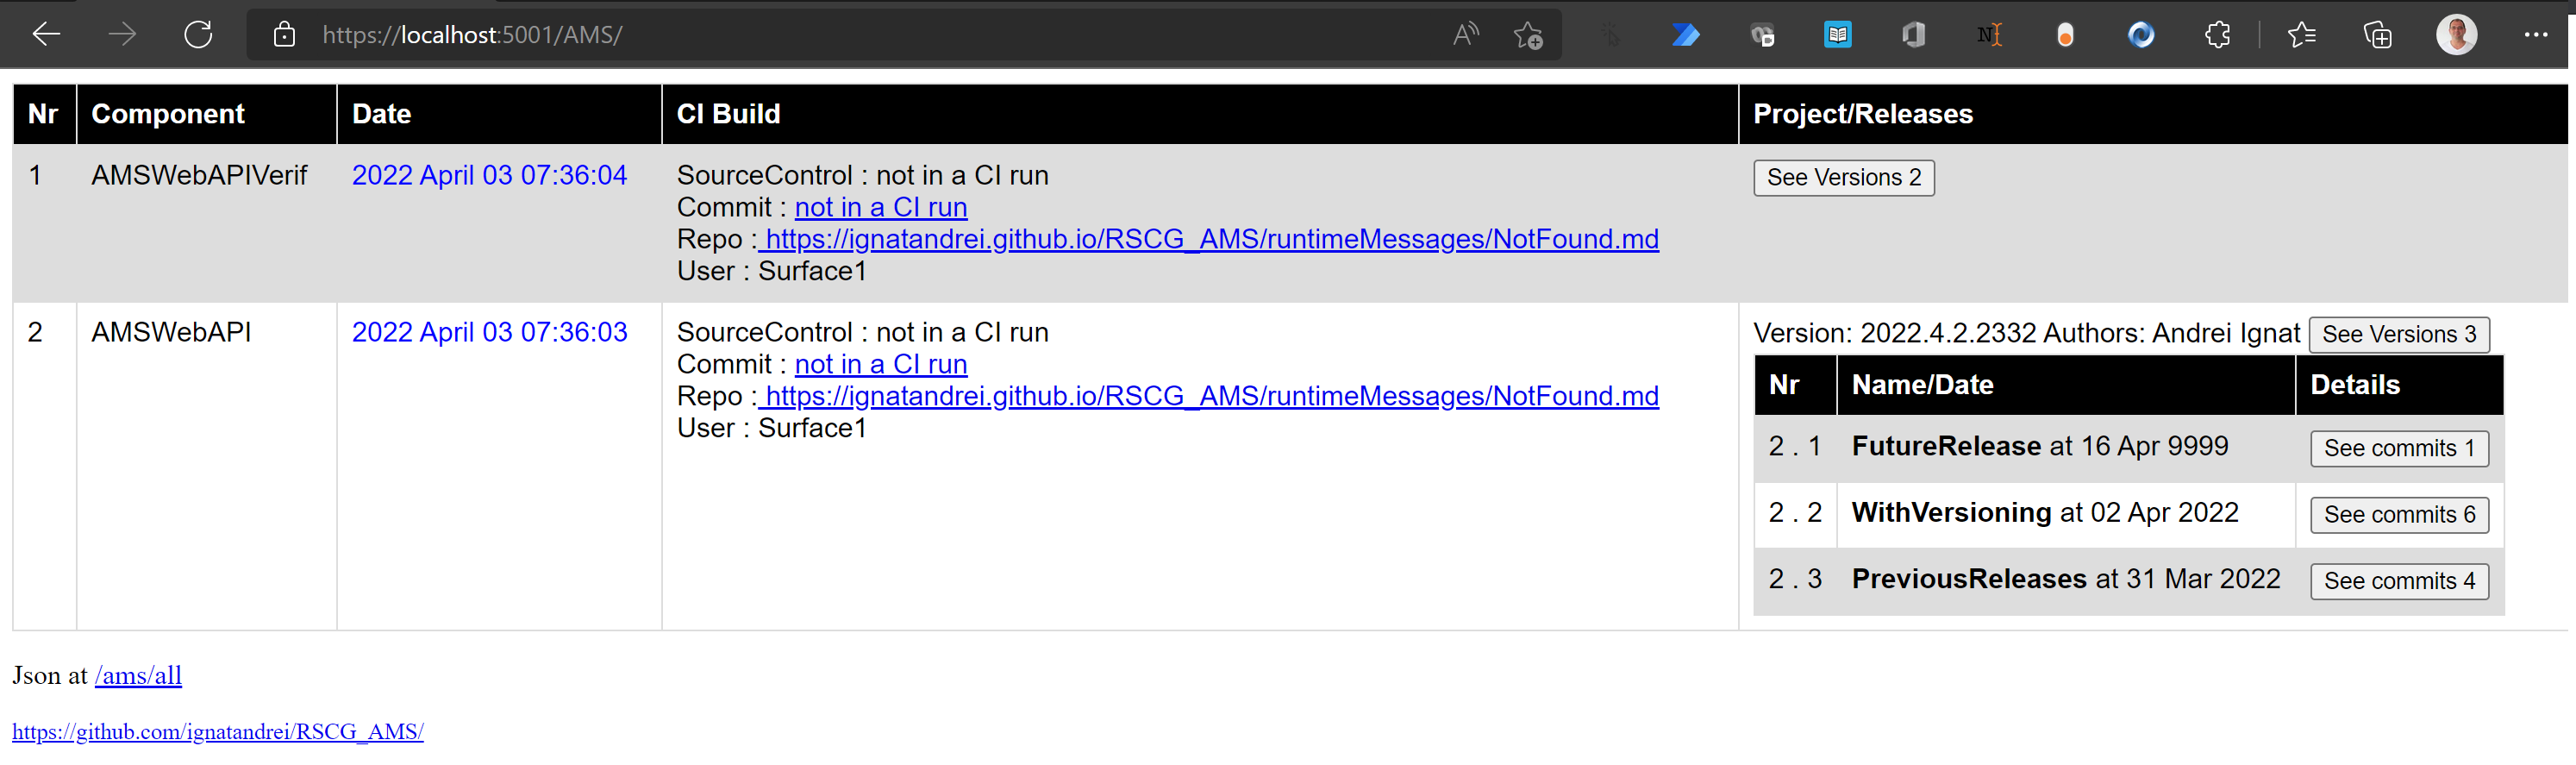 https://localhost:5001/AMS/
Nr Component Date CI Build Project/Releases
1 AMSWebAPIVerif 2022 April 03 07:36:04 SourceControl : not in a CI run See Versions 2
Commit : not in a CI run
Repo : https://ignatandrei.github.io/RSCG_AMS/runtimeMessages/NotFound.md
User : Surface1
2 AMSWebAPI 2022 April 03 07:36:03 SourceControl : not in a CI run Version: 2022.4.2.2332 Authors: Andrei Ignat See Versions 3
Commit : not in a CI run
Repo : https://ignatandrei.github.io/RSCG_AMS/runtimeMessages/NotFound.md
User : Surface1
Nr Name/Date Details
2 . 1 FutureRelease at 16 Apr 9999 See commits 1
2 . 2 WithVersioning at 02 Apr 2022 See commits 6
2 . 3 PreviousReleases at 31 Mar 2022 See commits 4
Json at /ams/all
https://github.com/ignatandrei/RSCG_AMS/